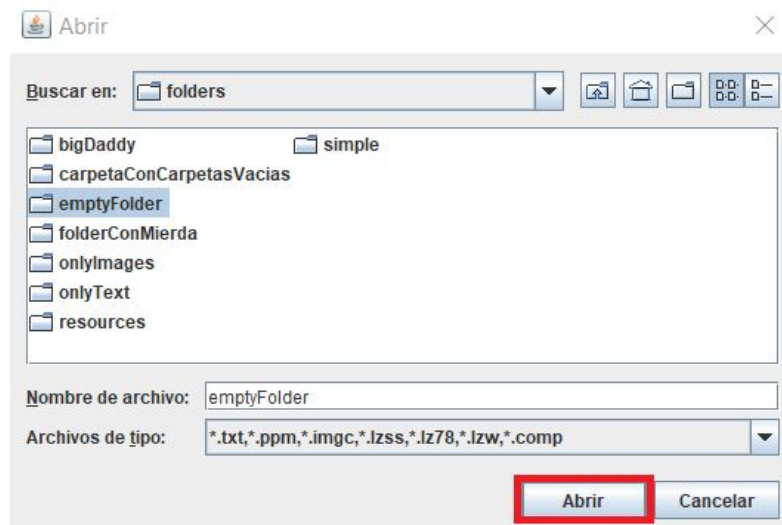 Abrir
Buscar en: folders
bigDaddy simple
carpetaConCarpetasVacias
emptyFolder
folderConMierda
onlyImages
onlyText
resources
Nombre de archivo: emptyFolder
Archivos de tipo: *.txt,*.ppm,*.imgc,*.lzss,*.lz78,*.lzw,*.comp
Abrir Cancelar